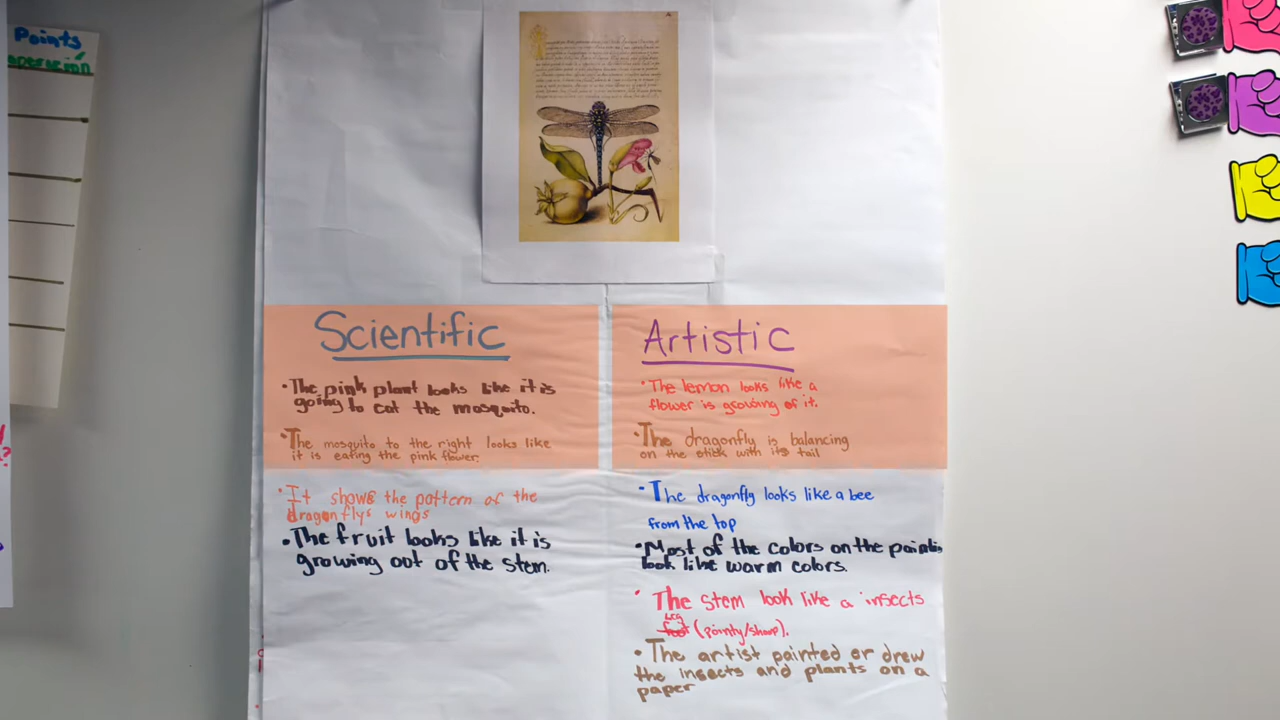 Points
Scientific
• The pink plant looks like it is
going to eat the mosquito.
• The mosquito to the right looks like
it is eating the pink flower.
• It shows the pattern of the
dragonflys wings
• The fruit looks like it is
growing out of the stem.
Artistic
• The lemon looks like a
flower is growing of it.
• The dragonfly is balancing
on the stick with its tail
• The dragonfly looks like a bee
from the top
• Most of the colors on the
look like warm colors.
• The stem look like a insects
leg
foot (pointy/sharp).
• The artist painted or drew
the insects and plants on a
paper